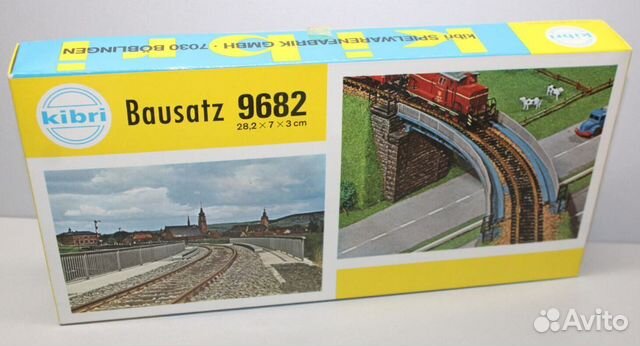 kibri SPIELWARENFABRIK GMBH · 7030 BÖBLINGEN
kibri
kibri
Bausatz 9682
28,2 × 7 × 3 cm
Avito